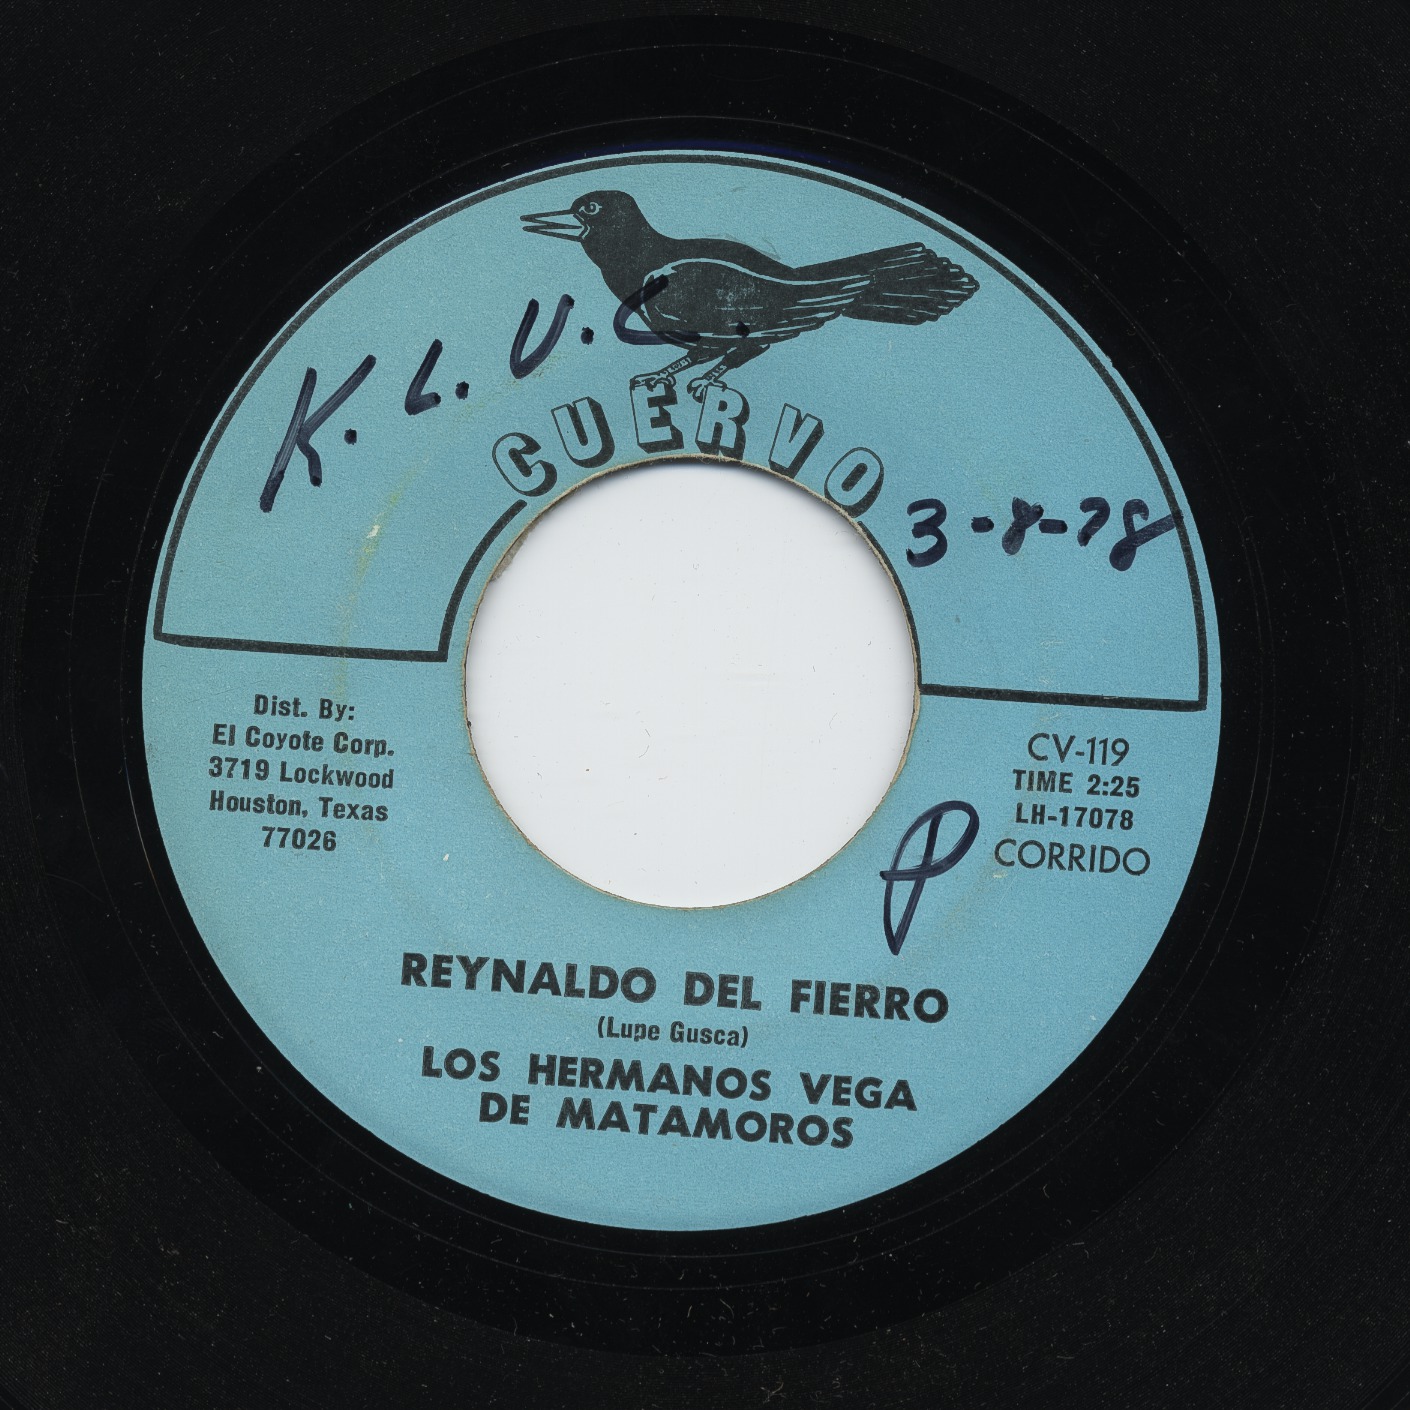 K. L. U. C.
CUERVO
3-8-78
Dist. By:
El Coyote Corp.
3719 Lockwood
Houston, Texas
77026
CV-119
TIME 2:25
LH-17078
CORRIDO
P
REYNALDO DEL FIERRO
(Lupe Gusca)
LOS HERMANOS VEGA
DE MATAMOROS